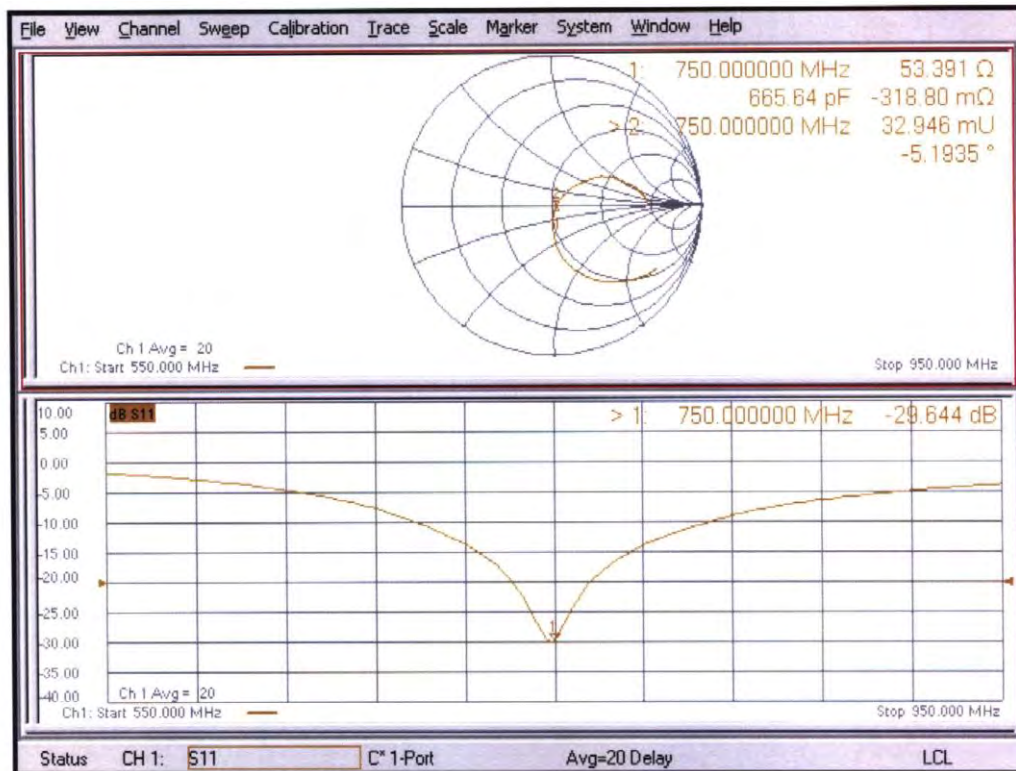 File View Channel Sweep Calibration Trace Scale Marker System Window Help
1: 750.000000 MHz 53.391 Ω
665.64 pF -318.80 mΩ
> 2: 750.000000 MHz 32.946 mU
-5.1935 °
Ch 1 Avg = 20
Ch1: Start 550.000 MHz Stop 950.000 MHz
10.00 dB S11 > 1: 750.000000 MHz -29.644 dB
5.00
0.00
-5.00
-10.00
-15.00
-20.00
-25.00
-30.00 1
-35.00
-40.00 Ch 1 Avg = 20
Ch1: Start 550.000 MHz Stop 950.000 MHz
Status CH 1: S11 C* 1-Port Avg=20 Delay LCL